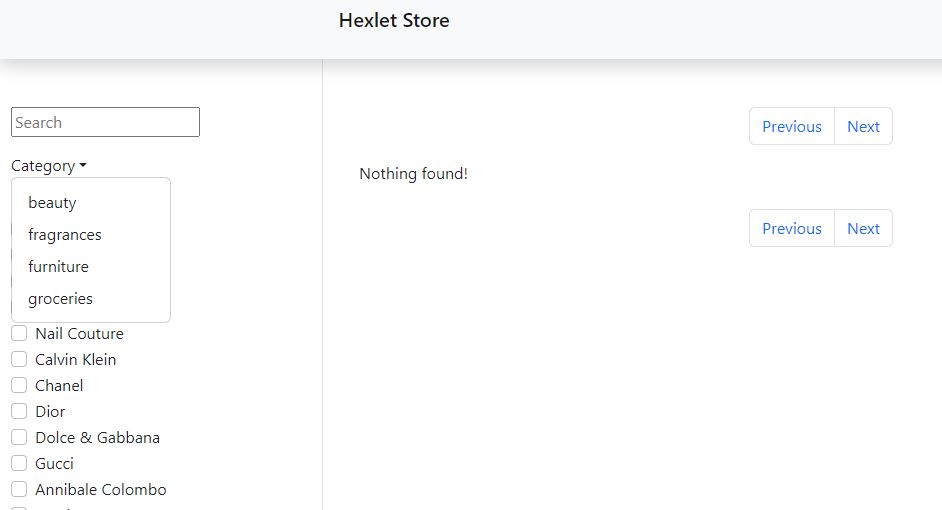 Hexlet Store
Search
Category
beauty
fragrances
furniture
groceries
Nail Couture
Calvin Klein
Chanel
Dior
Dolce & Gabbana
Gucci
Annibale Colombo
Previous Next
Nothing found!
Previous Next